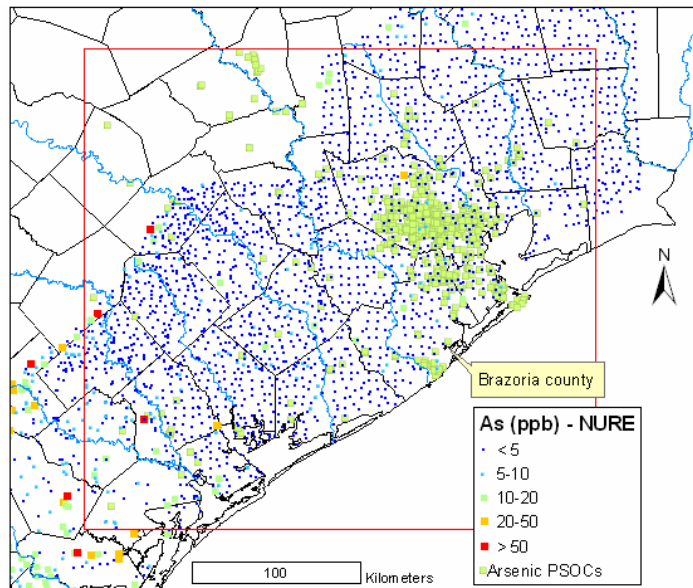 N
Brazoria county
As (ppb) - NURE
< 5
5-10
10-20
20-50
> 50
Arsenic PSOCs
100
Kilometers